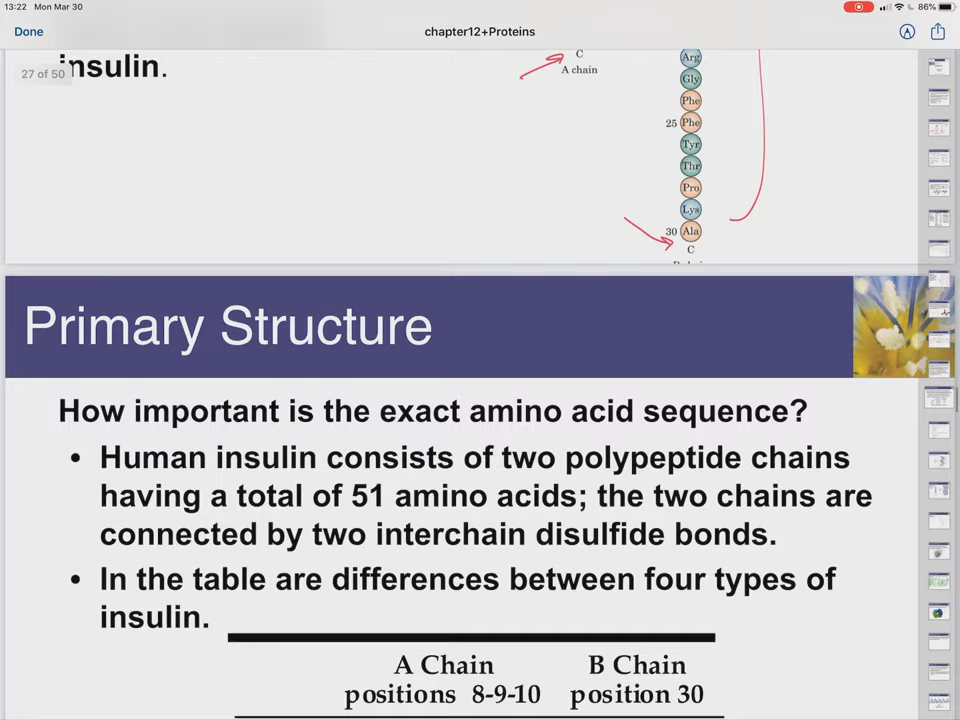 13:22 Mon Mar 30
86%
Done
chapter12+Proteins
27 of 50
insulin.
C
A chain
Arg
Gly
Phe
25 Phe
Tyr
Thr
Pro
Lys
30 Ala
C
Primary Structure
How important is the exact amino acid sequence?
• Human insulin consists of two polypeptide chains
having a total of 51 amino acids; the two chains are
connected by two interchain disulfide bonds.
• In the table are differences between four types of
insulin.
A Chain B Chain
positions 8-9-10 position 30